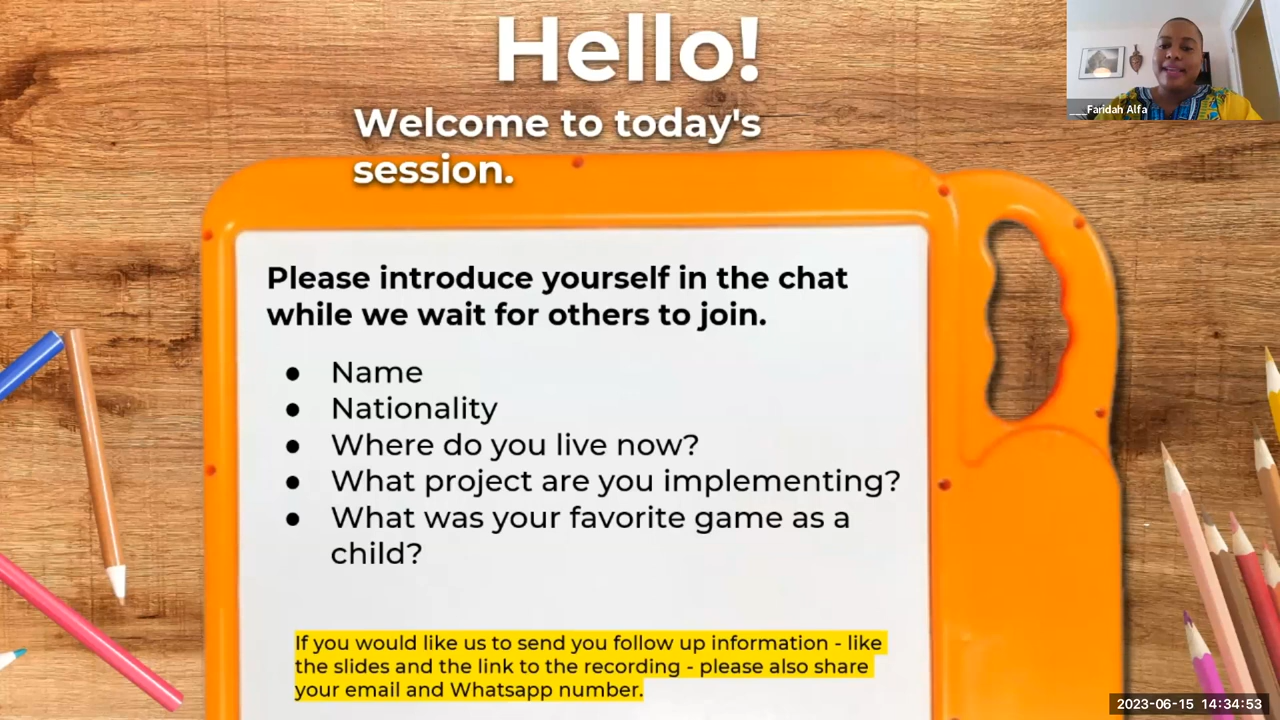 Hello!
Welcome to today's
session.
Faridah Alfa
Please introduce yourself in the chat
while we wait for others to join.
● Name
● Nationality
● Where do you live now?
● What project are you implementing?
● What was your favorite game as a
child?
If you would like us to send you follow up information - like
the slides and the link to the recording - please also share
your email and Whatsapp number.
2023-06-15 14:34:53